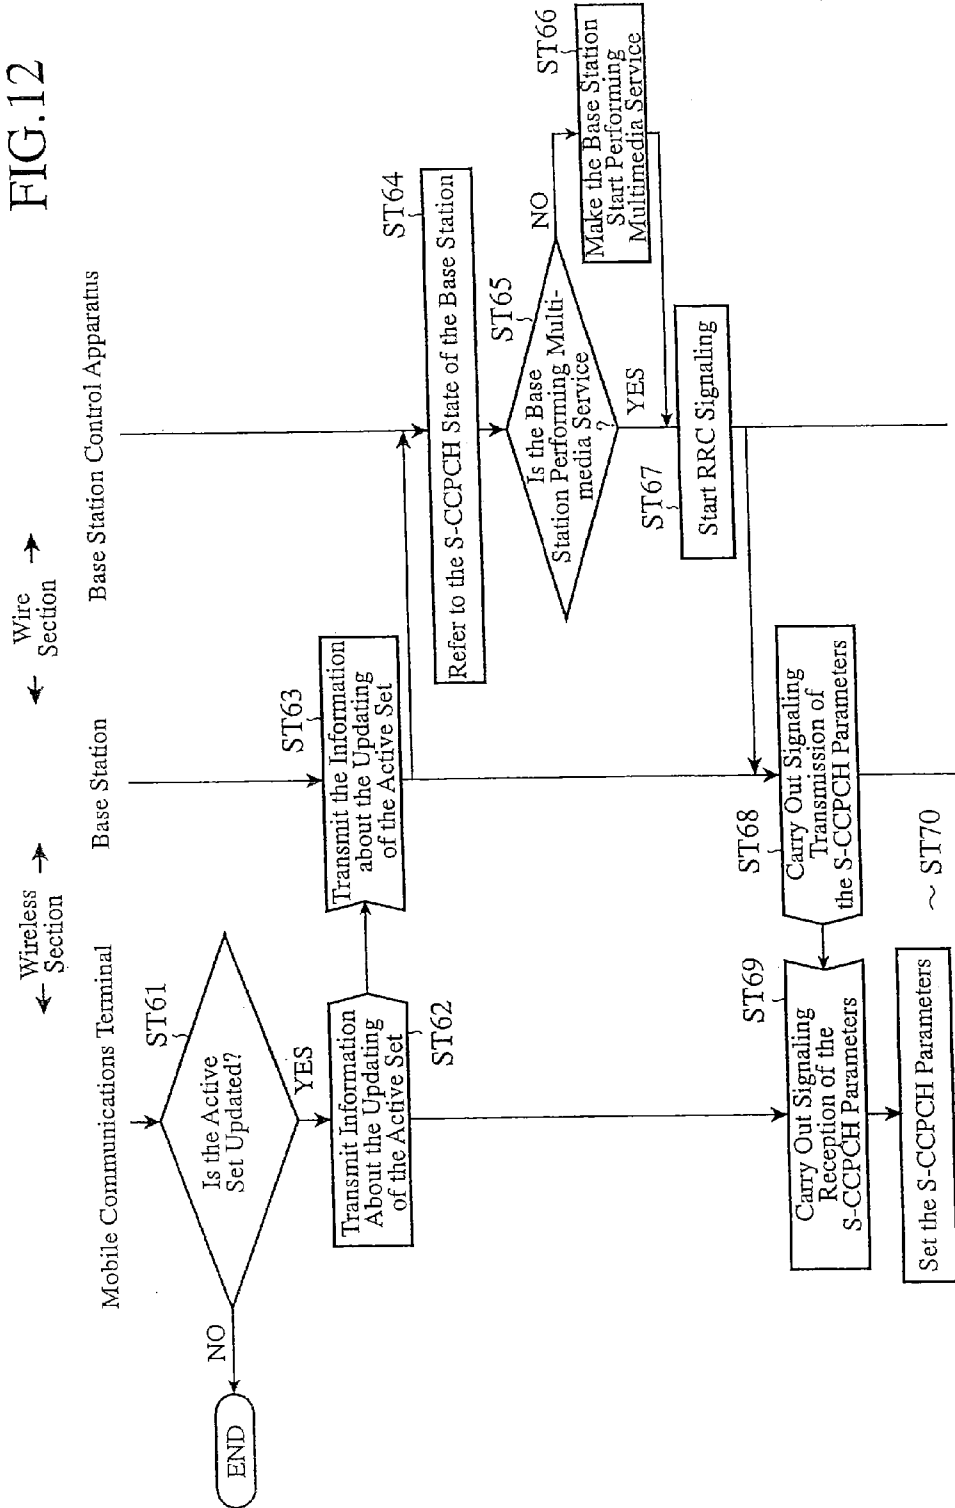 FIG.12
Wireless
Section
Wire
Section
Mobile Communications Terminal
Base Station
Base Station Control Apparatus
ST61
Is the Active
Set Updated?
NO
END
YES
Transmit Information
About the Updating
of the Active Set
ST62
ST63
Transmit the Information
about the Updating
of the Active Set
ST64
Refer to the S-CCPCH State of the Base Station
ST65
Is the Base
Station Performing Multi-
media Service
?
NO
YES
ST66
Make the Base Station
Start Performing
Multimedia Service
ST67
Start RRC Signaling
ST68
Carry Out Signaling
Transmission of
the S-CCPCH Parameters
ST69
Carry Out Signaling
Reception of the
S-CCPCH Parameters
Set the S-CCPCH Parameters
~ ST70